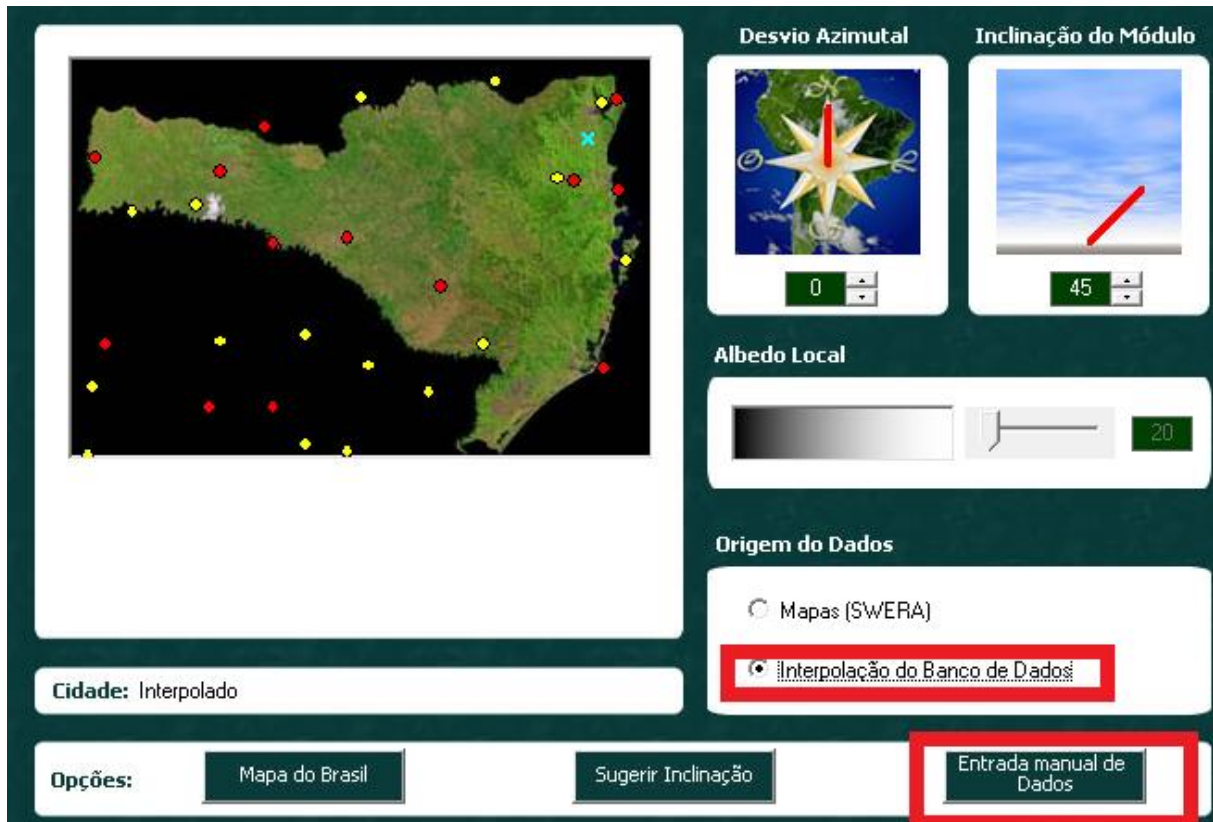 Desvio Azimutal
Inclinação do Módulo
0
45
Albedo Local
20
Origem do Dados
Mapas (SWERA)
Interpolação do Banco de Dados
Cidade: Interpolado
Opções:
Mapa do Brasil
Sugerir Inclinação
Entrada manual de
Dados